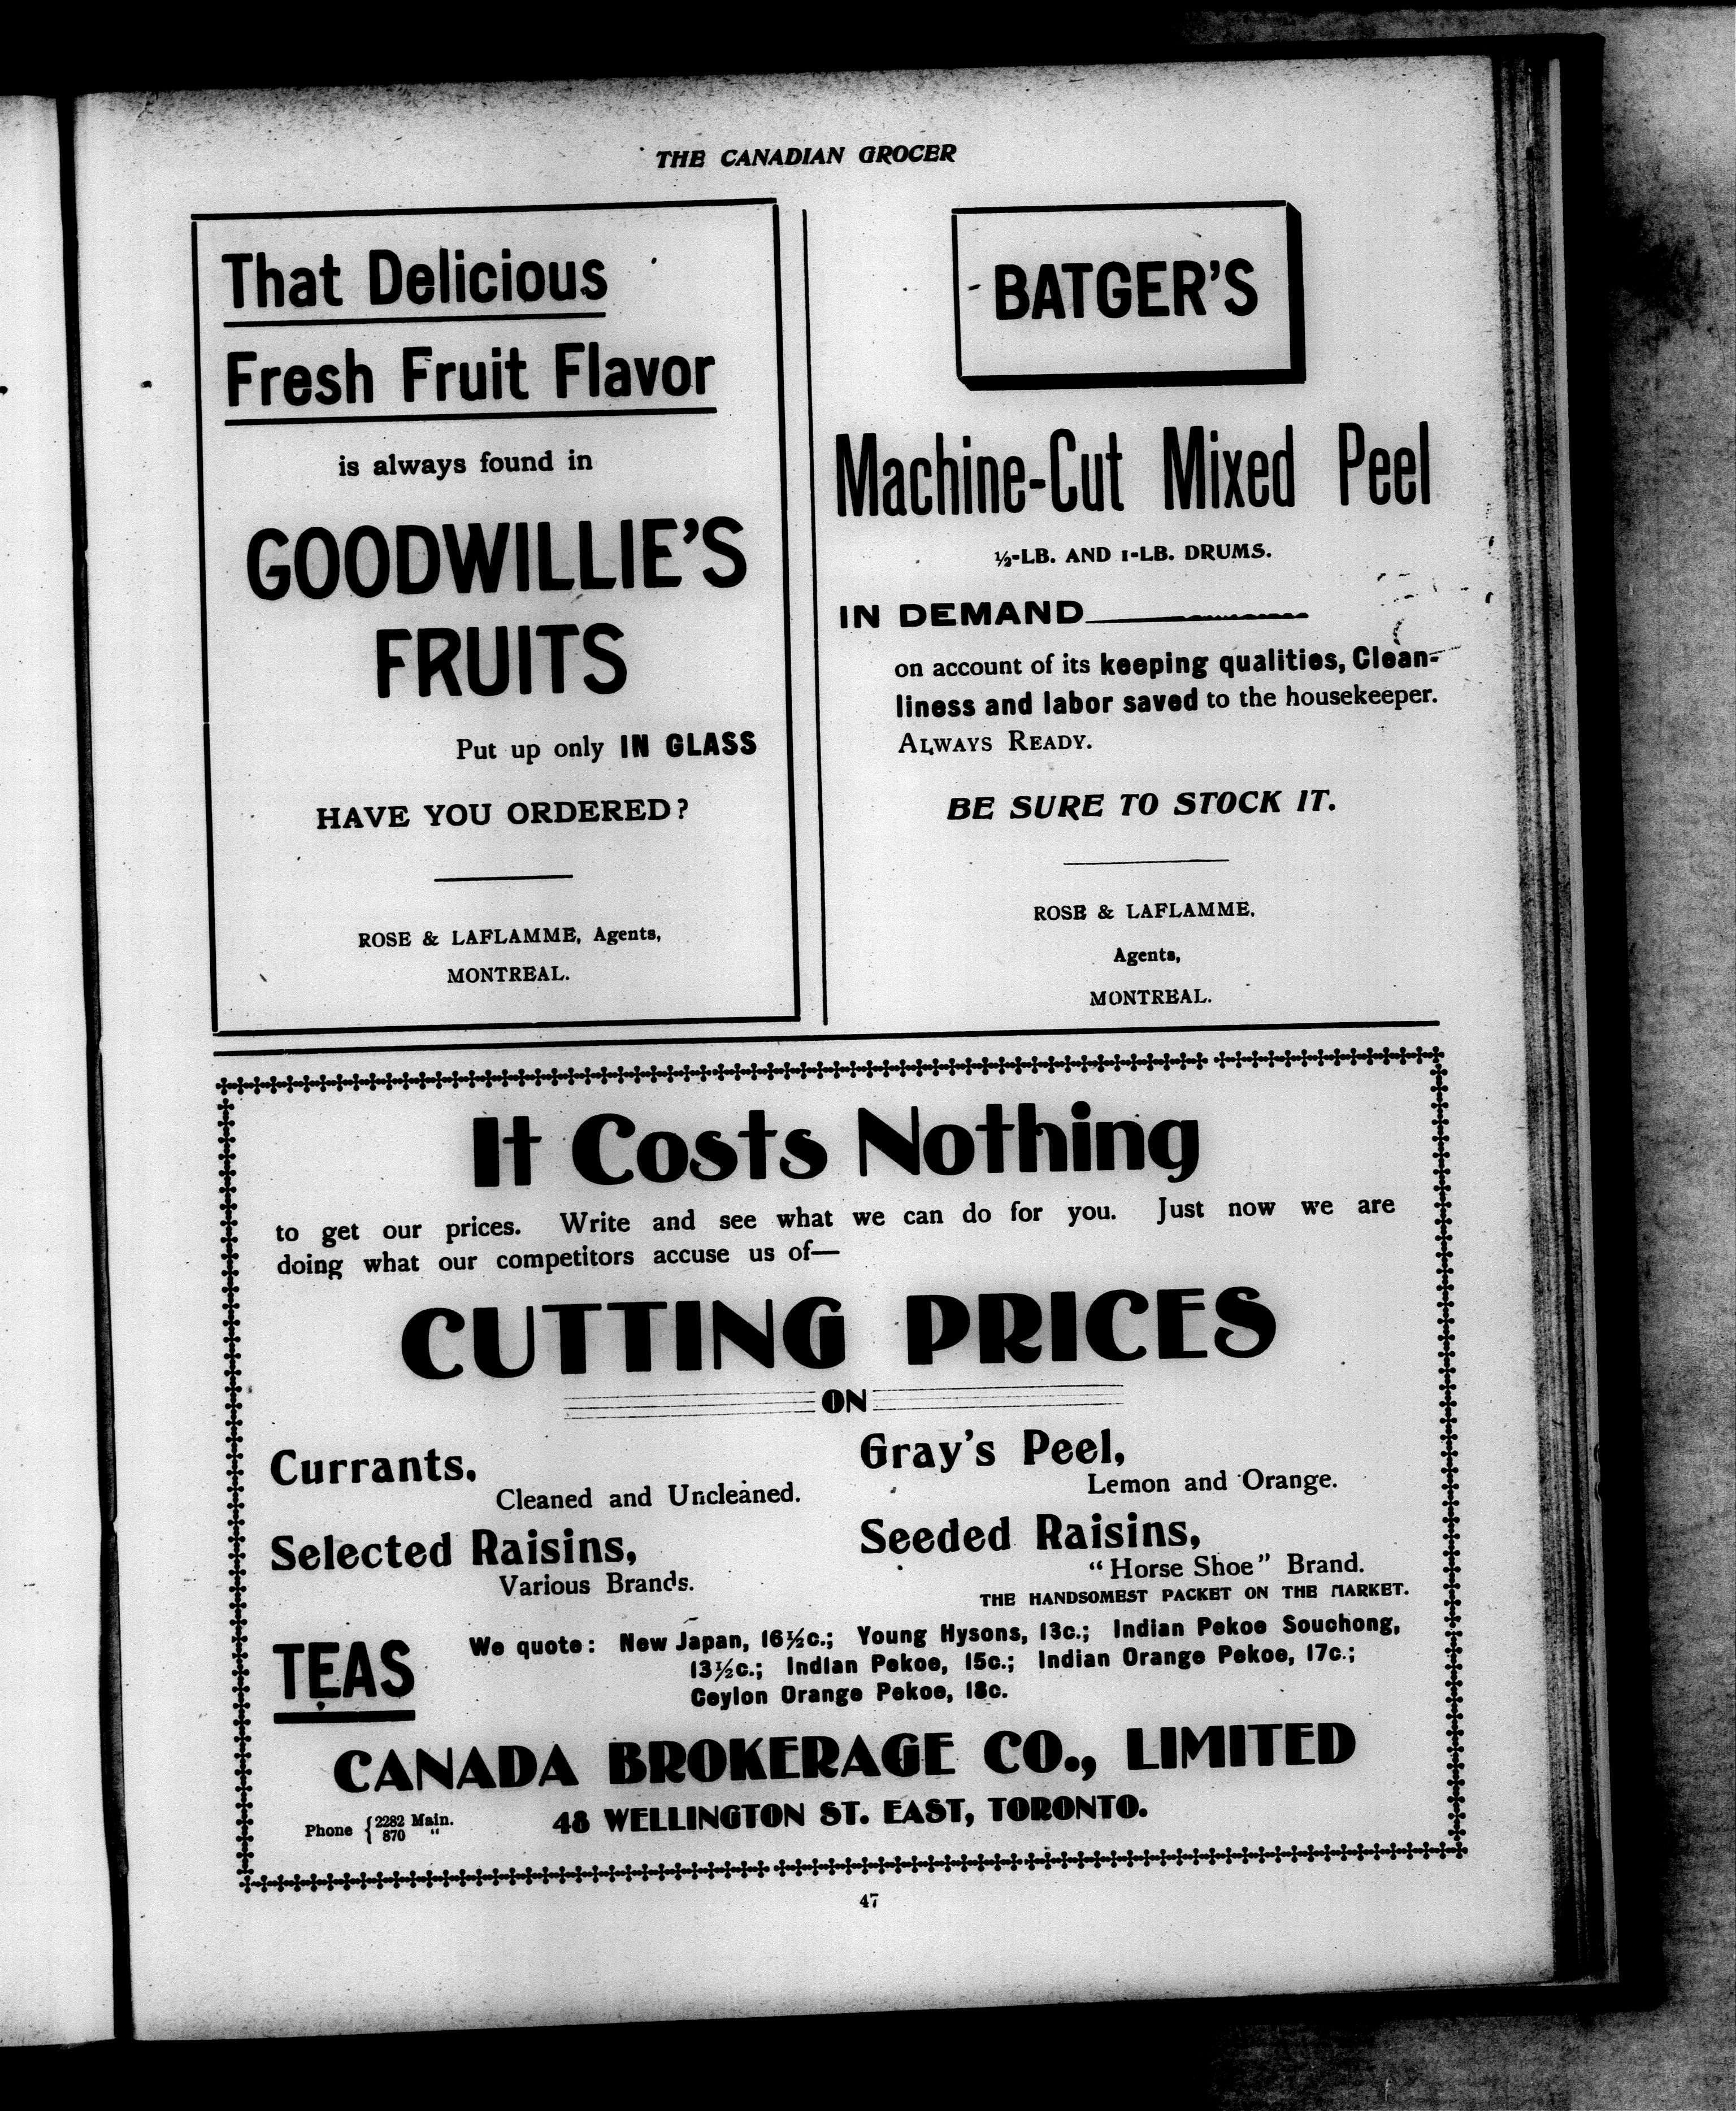 THE CANADIAN GROCER
That Delicious
Fresh Fruit Flavor
is always found in
GOODWILLIE'S
FRUITS
Put up only IN GLASS
HAVE YOU ORDERED?
ROSE & LAFLAMME, Agents,
MONTREAL.
BATGER'S
Machine-Cut Mixed Peel
½-LB. AND 1-LB. DRUMS.
IN DEMAND
on account of its keeping qualities, Clean-
liness and labor saved to the housekeeper.
ALWAYS READY.
BE SURE TO STOCK IT.
ROSE & LAFLAMME,
Agents,
MONTREAL.
It Costs Nothing
to get our prices. Write and see what we can do for you. Just now we are
doing what our competitors accuse us of—
CUTTING PRICES
ON
Currants,
Cleaned and Uncleaned.
Selected Raisins,
Various Brands.
Gray's Peel,
Lemon and Orange.
Seeded Raisins,
"Horse Shoe" Brand.
THE HANDSOMEST PACKET ON THE MARKET.
TEAS
We quote: New Japan, 16½c.; Young Hysons, 13c.; Indian Pekoe Souchong,
13½c.; Indian Pekoe, 15c.; Indian Orange Pekoe, 17c.;
Ceylon Orange Pekoe, 18c.
CANADA BROKERAGE CO., LIMITED
Phone { 2282 Main.
870 "
48 WELLINGTON ST. EAST, TORONTO.
47